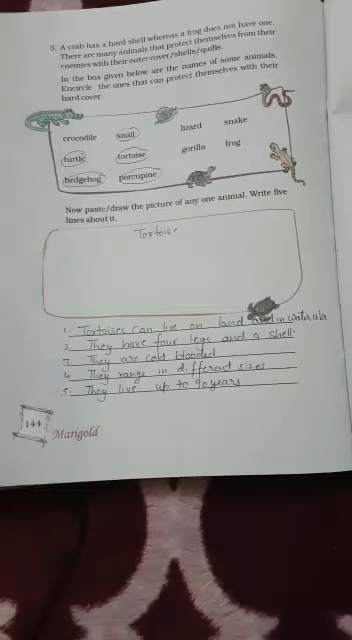 3. A crab has a hard shell whereas a frog does not have one.
There are many animals that protect themselves from their
enemies with their outer cover/shells/quills.
In the box given below are the names of some animals.
Encircle the ones that can protect themselves with their
hard cover.
crocodile snail lizard snake
turtle tortoise gorilla frog
hedgehog porcupine
Now paste/draw the picture of any one animal. Write five
lines about it.
Tortoise
1. Tortoises can live on land in water also
2. They have four legs and a shell.
3. They are cold blooded
4. They range in different sizes
5. They live up to 90 years
144
Marigold